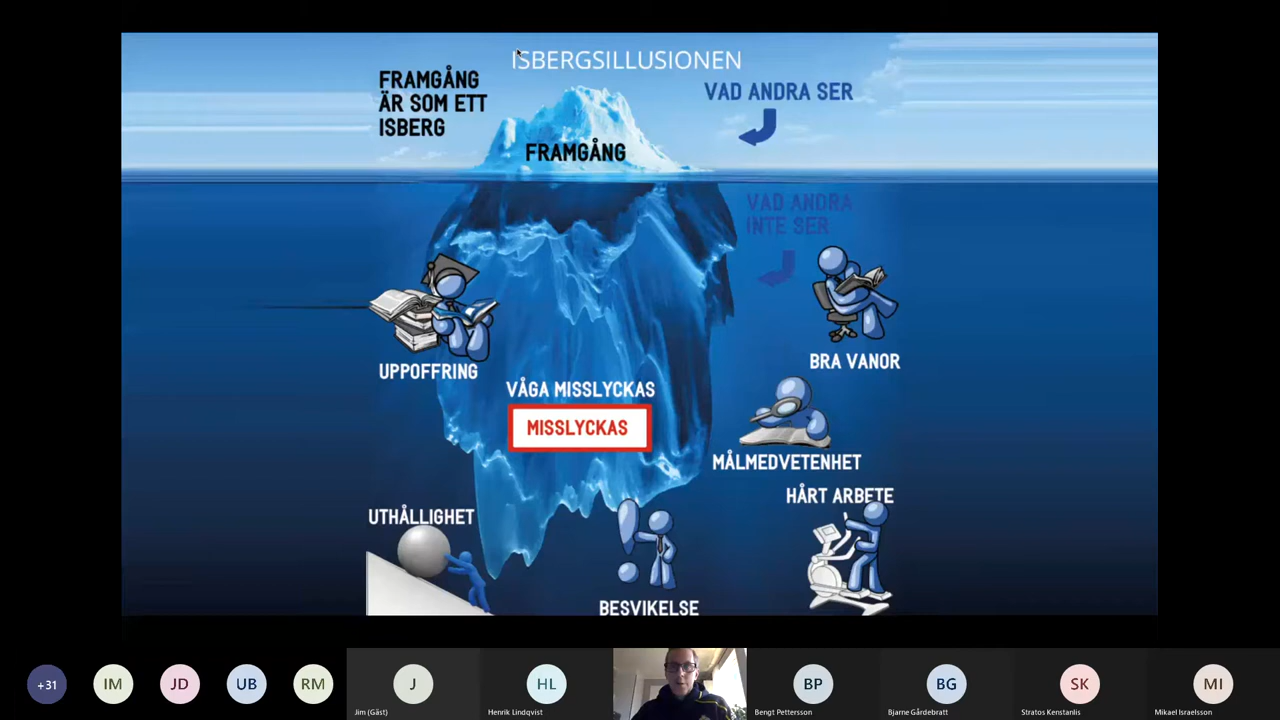 ISBERGSILLUSIONEN
FRAMGÅNG
ÄR SOM ETT
ISBERG
VAD ANDRA SER
FRAMGÅNG
VAD ANDRA
INTE SER
UPPOFFRING
BRA VANOR
VÅGA MISSLYCKAS
MISSLYCKAS
MÅLMEDVETENHET
HÅRT ARBETE
UTHÅLLIGHET
BESVIKELSE
+31
IM
JD
UB
RM
J
HL
BP
BG
SK
MI
Jim (Gäst)
Henrik Lindqvist
Bengt Pettersson
Bjarne Gårdebratt
Stratos Kenstanlis
Mikael Israelsson